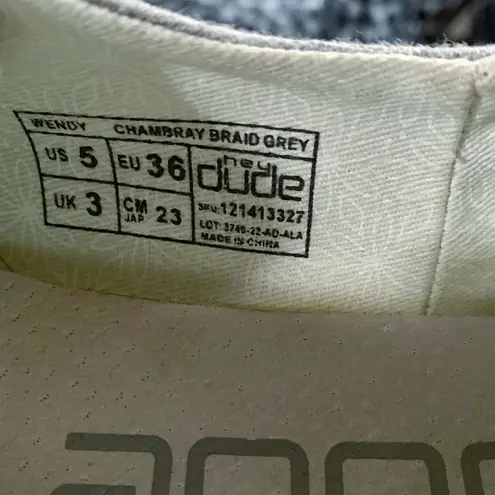 WENDY CHAMBRAY BRAID GREY
US 5 EU 36 hey dude
UK 3 CM JAP 23
SKU:121413327
LOT: 3749-22-AD-ALA
MADE IS CHINA